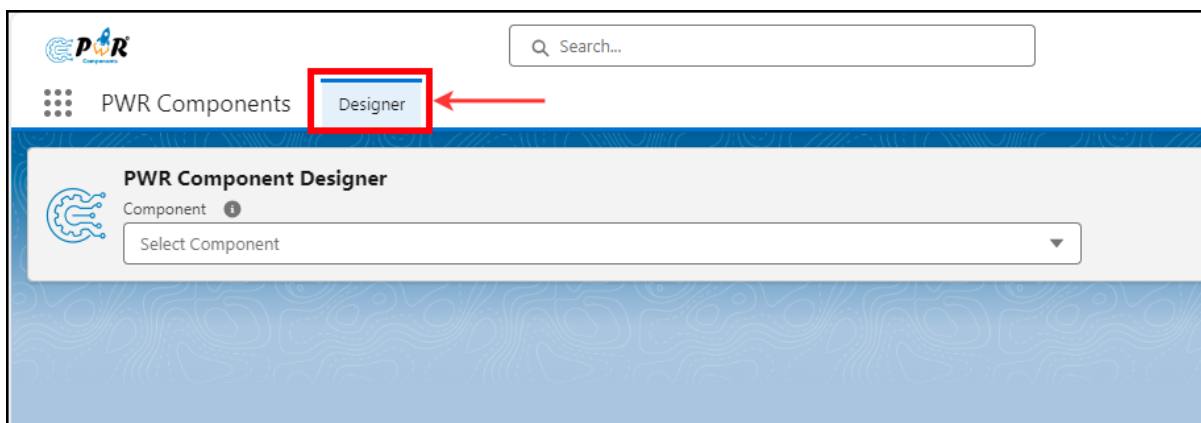 PWR
Components
Search...
PWR Components
Designer
PWR Component Designer
Component
Select Component